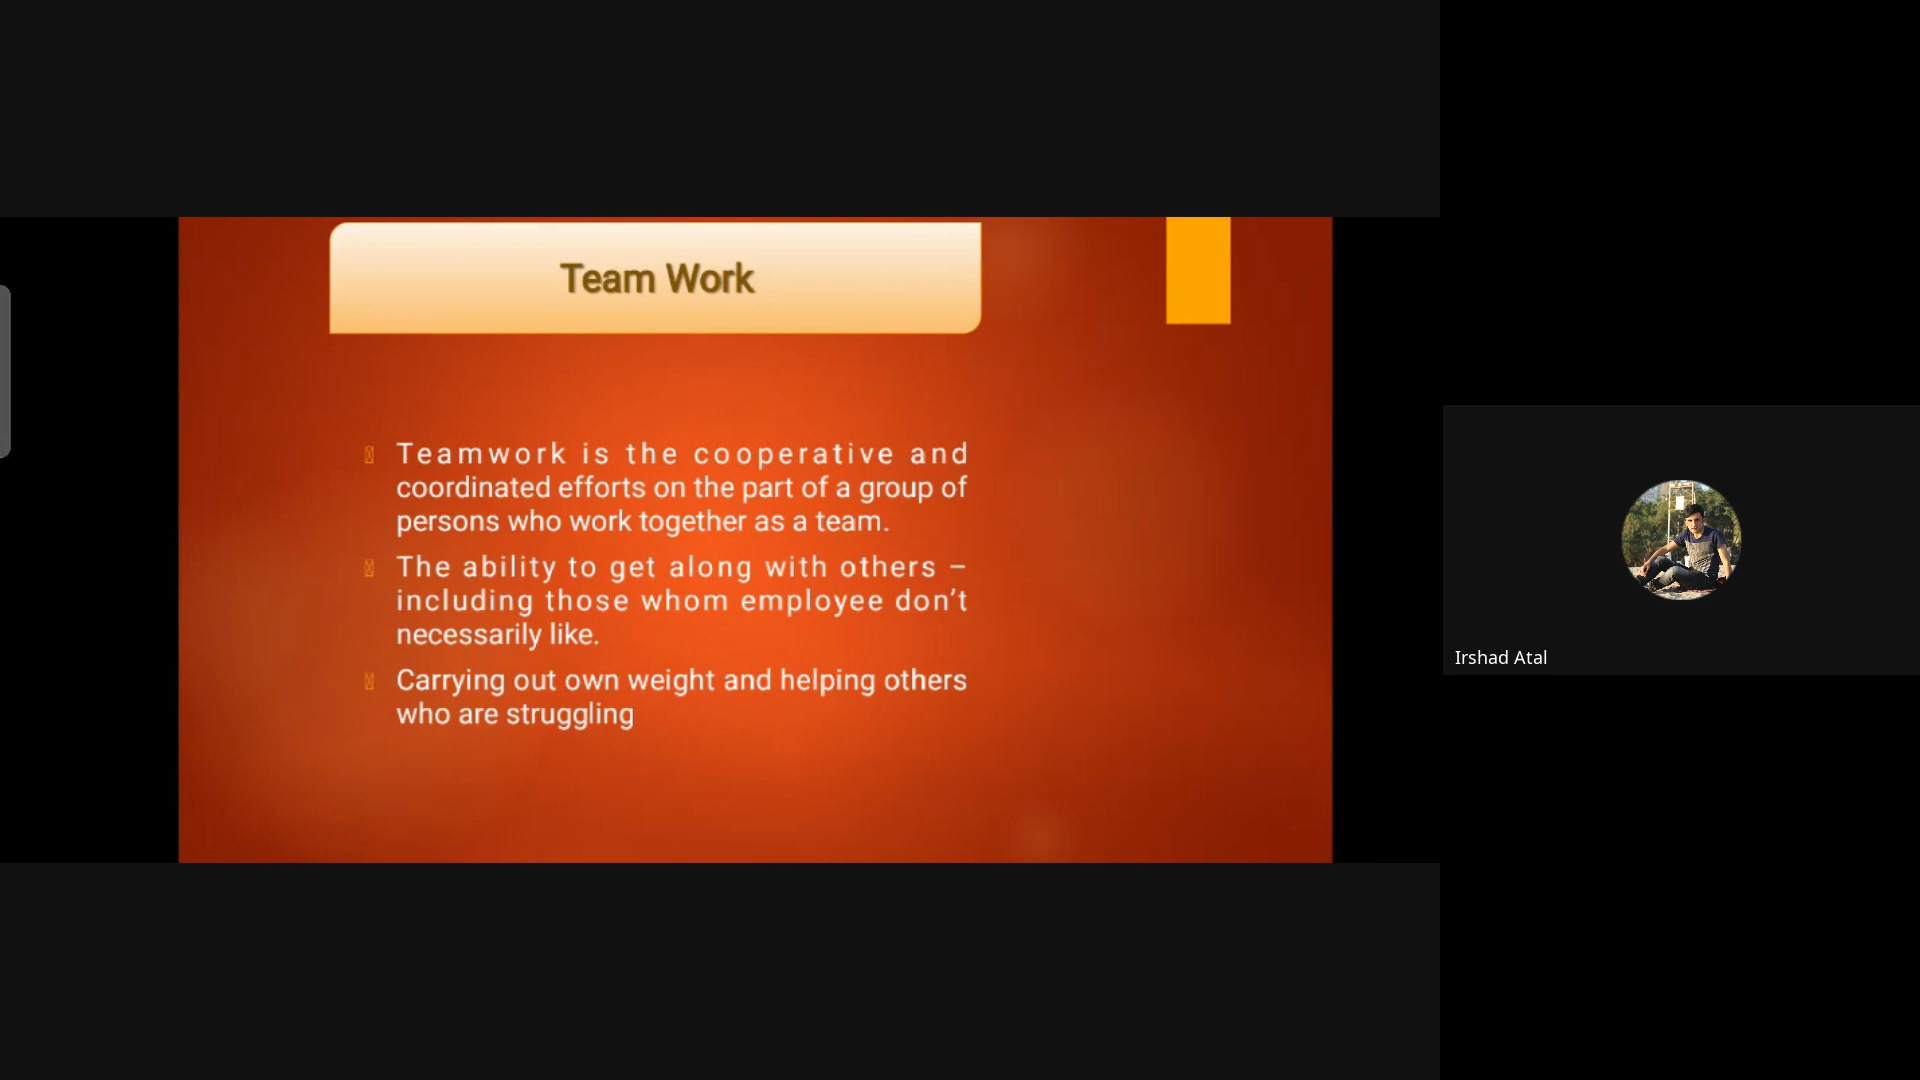 Team Work
Teamwork is the cooperative and
coordinated efforts on the part of a group of
persons who work together as a team.
The ability to get along with others –
including those whom employee don’t
necessarily like.
Carrying out own weight and helping others
who are struggling
Irshad Atal